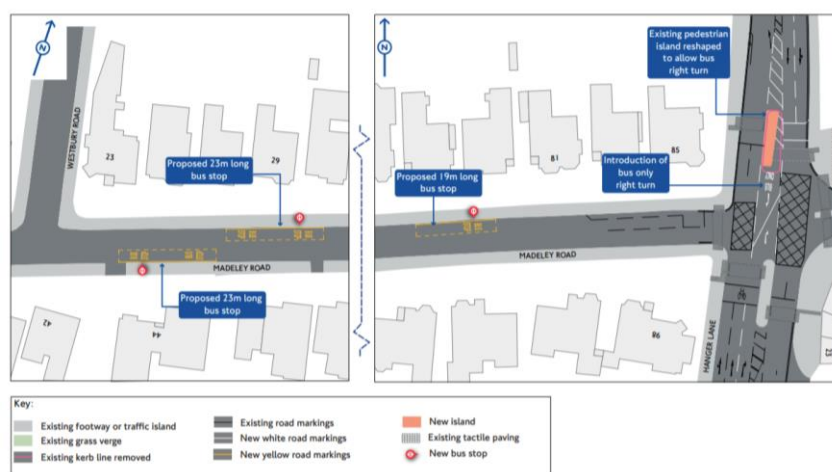 N
WESTBURY ROAD
23
29
Proposed 23m long
bus stop
MADELEY ROAD
Proposed 23m long
bus stop
42
44
N
Existing pedestrian
island reshaped
to allow bus
right turn
81
85
Introduction of
bus only
right turn
Proposed 19m long
bus stop
MADELEY ROAD
86
HANGER LANE
Key:
Existing footway or traffic island
Existing grass verge
Existing kerb line removed
Existing road markings
New white road markings
New yellow road markings
New island
Existing tactile paving
New bus stop